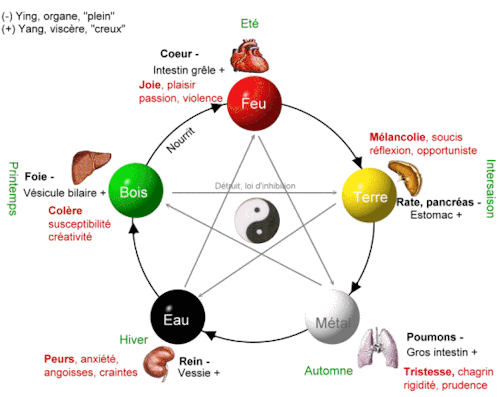 (-) Ying, organe, "plein"
(+) Yang, viscère, "creux"
Eté
Coeur -
Intestin grêle +
Joie, plaisir
passion, violence
Feu
Nourrit
Mélancolie, soucis
réflexion, opportuniste
Printemps
Foie -
Vésicule bilaire +
Bois
Colère
susceptibilité
créativité
Détruit, loi d'inhibition
Terre
Rate, pancréas -
Estomac +
Intersaison
Eau
Hiver
Peurs, anxiété,
angoisses, craintes
Rein -
Vessie +
Métal
Automne
Poumons -
Gros intestin +
Tristesse, chagrin
rigidité, prudence